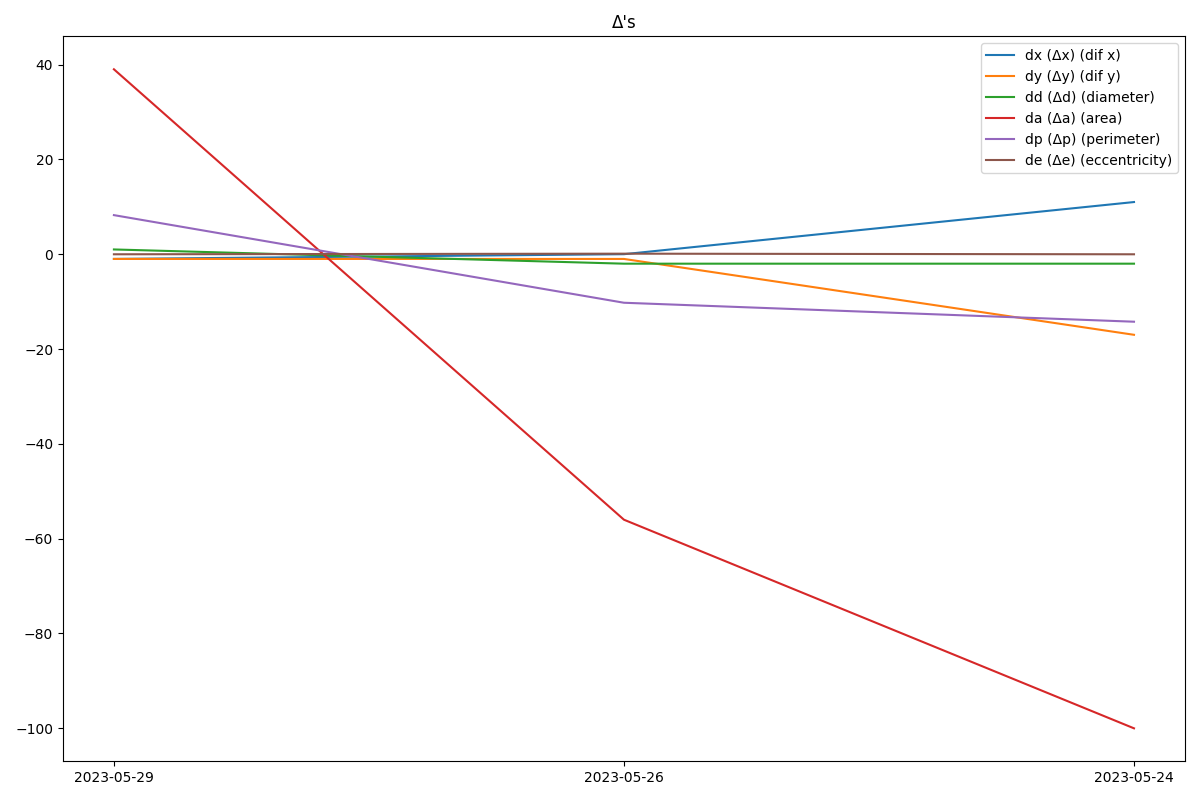 Δ's
dx (Δx) (dif x)
dy (Δy) (dif y)
dd (Δd) (diameter)
da (Δa) (area)
dp (Δp) (perimeter)
de (Δe) (eccentricity)
40
20
0
−20
−40
−60
−80
−100
2023-05-29 2023-05-26 2023-05-24